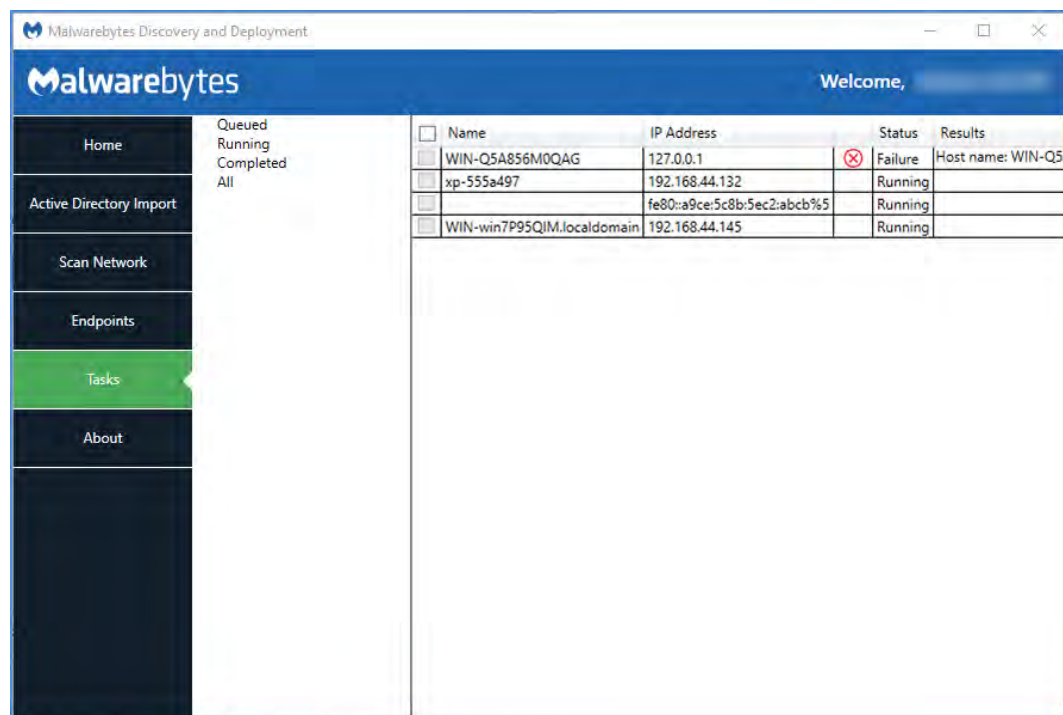 Malwarebytes Discovery and Deployment
Malwarebytes
Welcome,
Home
Active Directory Import
Scan Network
Endpoints
Tasks
About
Queued
Running
Completed
All
Name IP Address Status Results
WIN-Q5A856M0QAG 127.0.0.1 Failure Host name: WIN-Q5
xp-555a497 192.168.44.132 Running
fe80::a9ce:5c8b:5ec2:abcb%5 Running
WIN-win7P95QIM.localdomain 192.168.44.145 Running